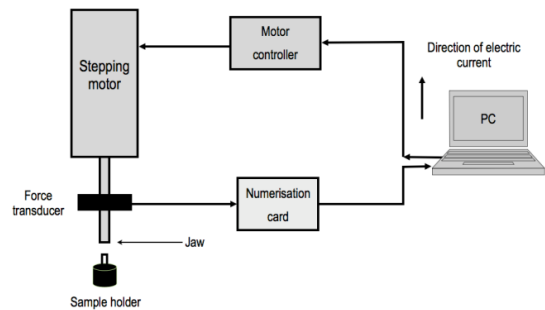 Stepping
motor
Motor
controller
Direction of electric
current
PC
Force
transducer
Numerisation
card
Jaw
Sample holder